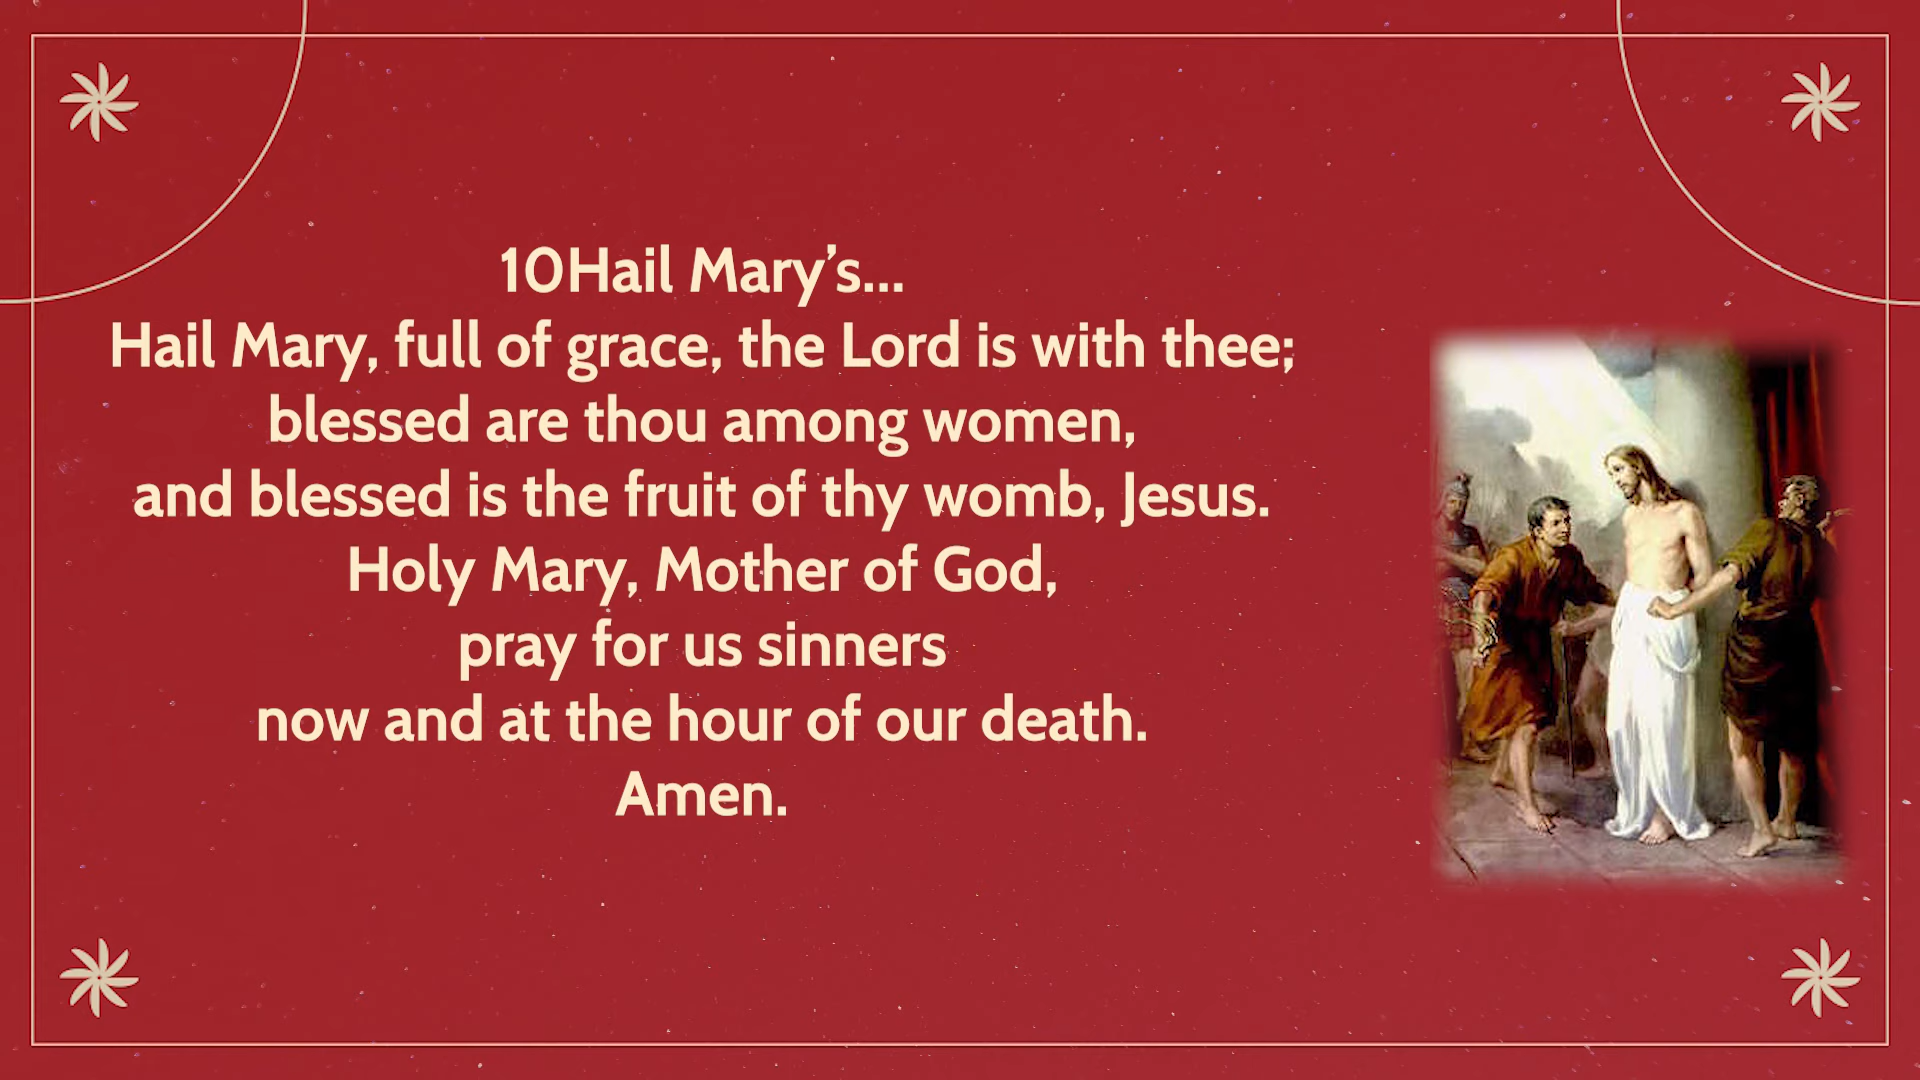 10Hail Mary’s...
Hail Mary, full of grace, the Lord is with thee;
blessed are thou among women,
and blessed is the fruit of thy womb, Jesus.
Holy Mary, Mother of God,
pray for us sinners
now and at the hour of our death.
Amen.